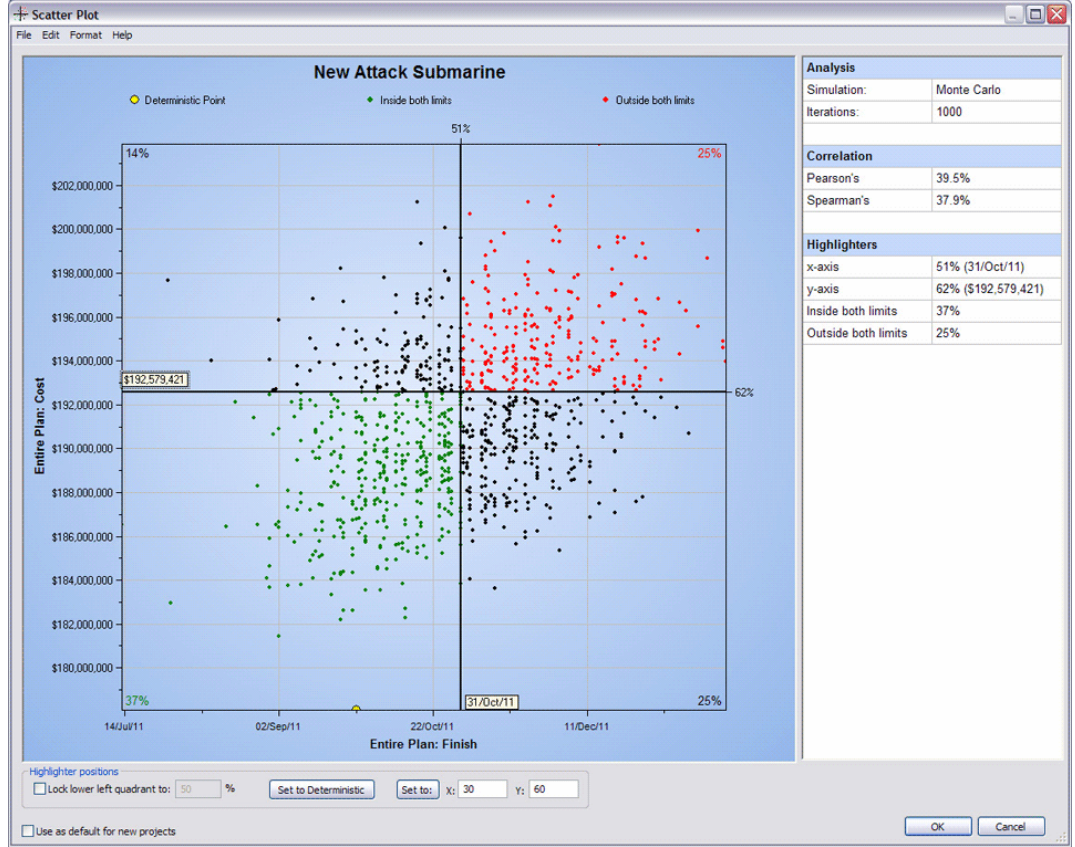 Scatter Plot
File Edit Format Help
New Attack Submarine
Deterministic Point Inside both limits Outside both limits
51%
14% 25%
$202,000,000
$200,000,000
$198,000,000
$196,000,000
$194,000,000
$192,579,421
62%
$192,000,000
$190,000,000
$188,000,000
$186,000,000
$184,000,000
$182,000,000
$180,000,000
Entire Plan: Cost
37% 31/Oct/11 25%
14/Jul/11 02/Sep/11 22/Oct/11 11/Dec/11
Entire Plan: Finish
Analysis
Simulation: Monte Carlo
Iterations: 1000
Correlation
Pearson's 39.5%
Spearman's 37.9%
Highlighters
x-axis 51% (31/Oct/11)
y-axis 62% ($192,579,421)
Inside both limits 37%
Outside both limits 25%
Highlighter positions
Lock lower left quadrant to: 50 % Set to Deterministic Set to: X: 30 Y: 60
Use as default for new projects
OK Cancel